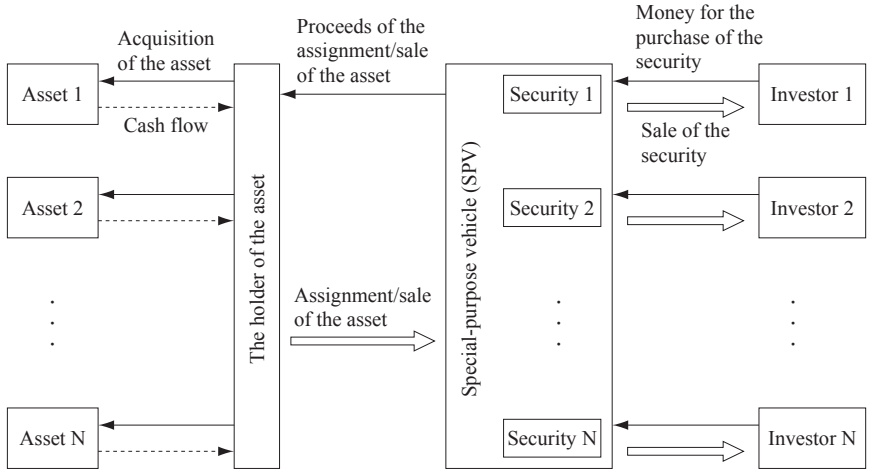 Acquisition
of the asset
Proceeds of the
assignment/sale
of the asset
Money for the
purchase of the
security
Asset 1
Cash flow
Security 1
Investor 1
Sale of the
security
Asset 2
Security 2
Investor 2
The holder of the asset
Assignment/sale
of the asset
Special-purpose vehicle (SPV)
Asset N
Security N
Investor N